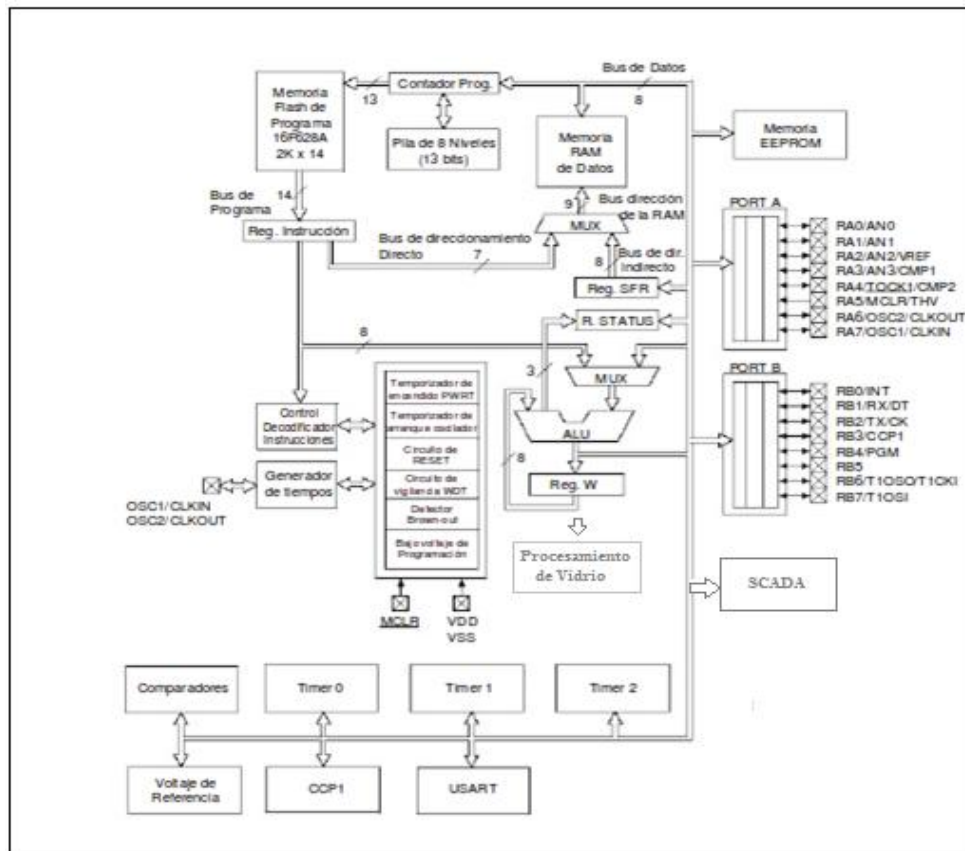 Bus de Datos
8
13
Contador Prog.
Memoria
Flash de
Programa
16F628A
2K x 14
Pila de 8 Niveles
(13 bits)
Memoria
RAM
de Datos
Memoria
EEPROM
Bus de
Programa
14
9
Bus dirección
de la RAM
MUX
Reg. Instrucción
Bus de direccionamiento
Directo
7
8
Bus de dir.
Indirecto
Reg. SFR
R. STATUS
PORT A
RA0/AN0
RA1/AN1
RA2/AN2/VREF
RA3/AN3/CMP1
RA4/TOCK1/CMP2
RA5/MCLR/THV
RA6/OSC2/CLKOUT
RA7/OSC1/CLKIN
8
3
MUX
ALU
8
Reg. W
PORT B
RB0/INT
RB1/RX/DT
RB2/TX/CK
RB3/CCP1
RB4/PGM
RB5
RB6/T1OSO/T1CKI
RB7/T1OSI
Control
Decodificador
Instrucciones
Generador
de tiempos
OSC1/CLKIN
OSC2/CLKOUT
Temporizador de
encendido PWRT
Temporizador de
arranque oscilador
Circuito de
RESET
Circuito de
vigilancia WDT
Detector
Brown-out
Bajo voltaje de
Programación
MCLR
VDD
VSS
Procesamiento
de Vidrio
SCADA
Comparadores
Timer 0
Timer 1
Timer 2
Voltaje de
Referencia
CCP1
USART